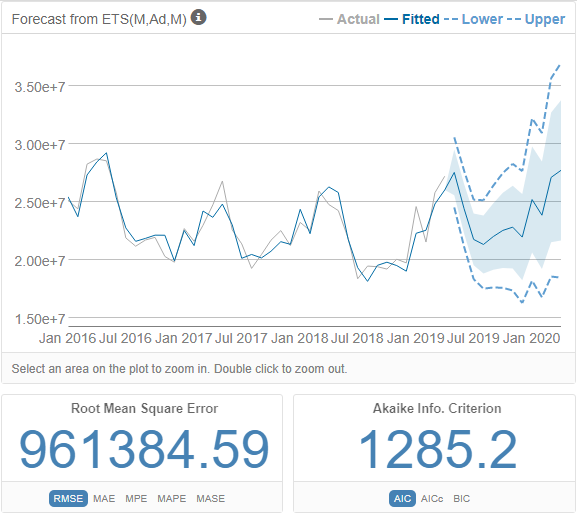 Forecast from ETS(M,Ad,M) Actual Fitted Lower Upper
3.50e+7
3.00e+7
2.50e+7
2.00e+7
1.50e+7
Jan 2016 Jul 2016 Jan 2017 Jul 2017 Jan 2018 Jul 2018 Jan 2019 Jul 2019 Jan 2020
Select an area on the plot to zoom in. Double click to zoom out.
Root Mean Square Error
961384.59
RMSE MAE MPE MAPE MASE
Akaike Info. Criterion
1285.2
AIC AICc BIC